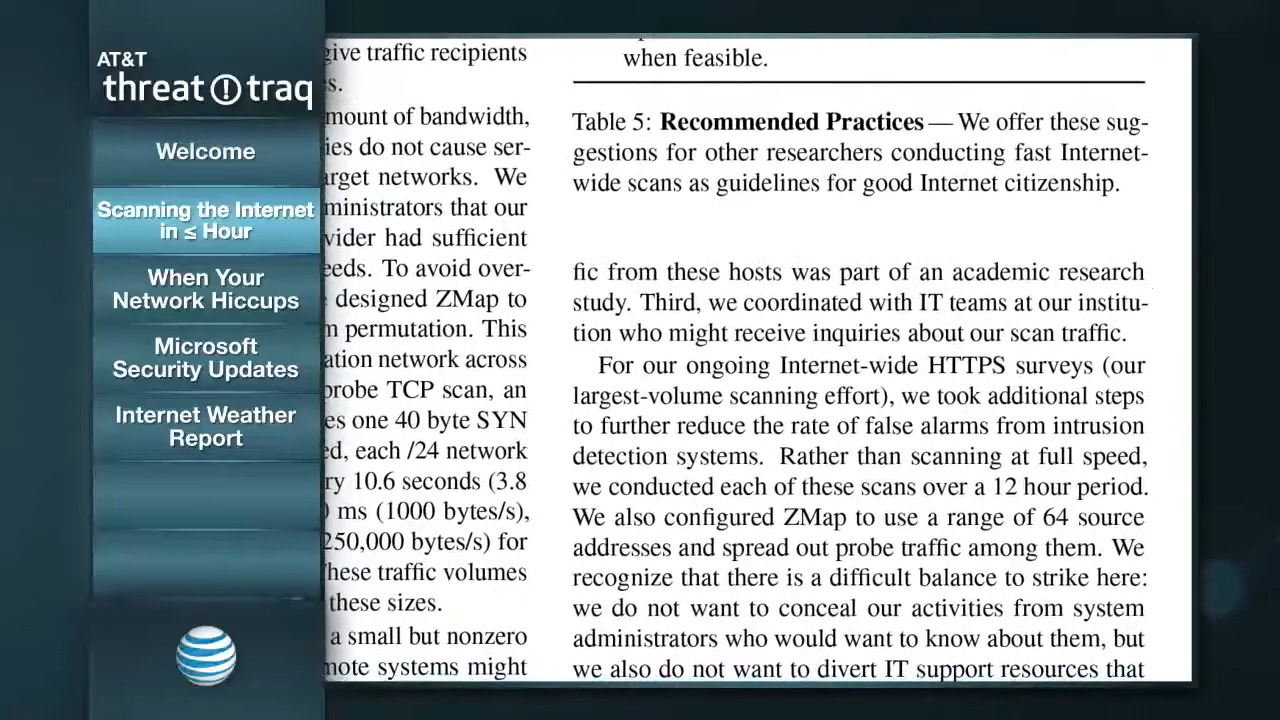 AT&T
threat traq
Welcome
Scanning the Internet
in ≤ Hour
When Your
Network Hiccups
Microsoft
Security Updates
Internet Weather
Report
give traffic recipients
s.
mount of bandwidth,
ies do not cause ser-
arget networks. We
ministrators that our
vider had sufficient
eeds. To avoid over-
designed ZMap to
m permutation. This
ation network across
probe TCP scan, an
es one 40 byte SYN
ed, each /24 network
ry 10.6 seconds (3.8
ms (1000 bytes/s),
250,000 bytes/s) for
These traffic volumes
these sizes.
a small but nonzero
mote systems might
when feasible.
Table 5: Recommended Practices — We offer these sug-
gestions for other researchers conducting fast Internet-
wide scans as guidelines for good Internet citizenship.
fic from these hosts was part of an academic research
study. Third, we coordinated with IT teams at our institu-
tion who might receive inquiries about our scan traffic.
For our ongoing Internet-wide HTTPS surveys (our
largest-volume scanning effort), we took additional steps
to further reduce the rate of false alarms from intrusion
detection systems. Rather than scanning at full speed,
we conducted each of these scans over a 12 hour period.
We also configured ZMap to use a range of 64 source
addresses and spread out probe traffic among them. We
recognize that there is a difficult balance to strike here:
we do not want to conceal our activities from system
administrators who would want to know about them, but
we also do not want to divert IT support resources that